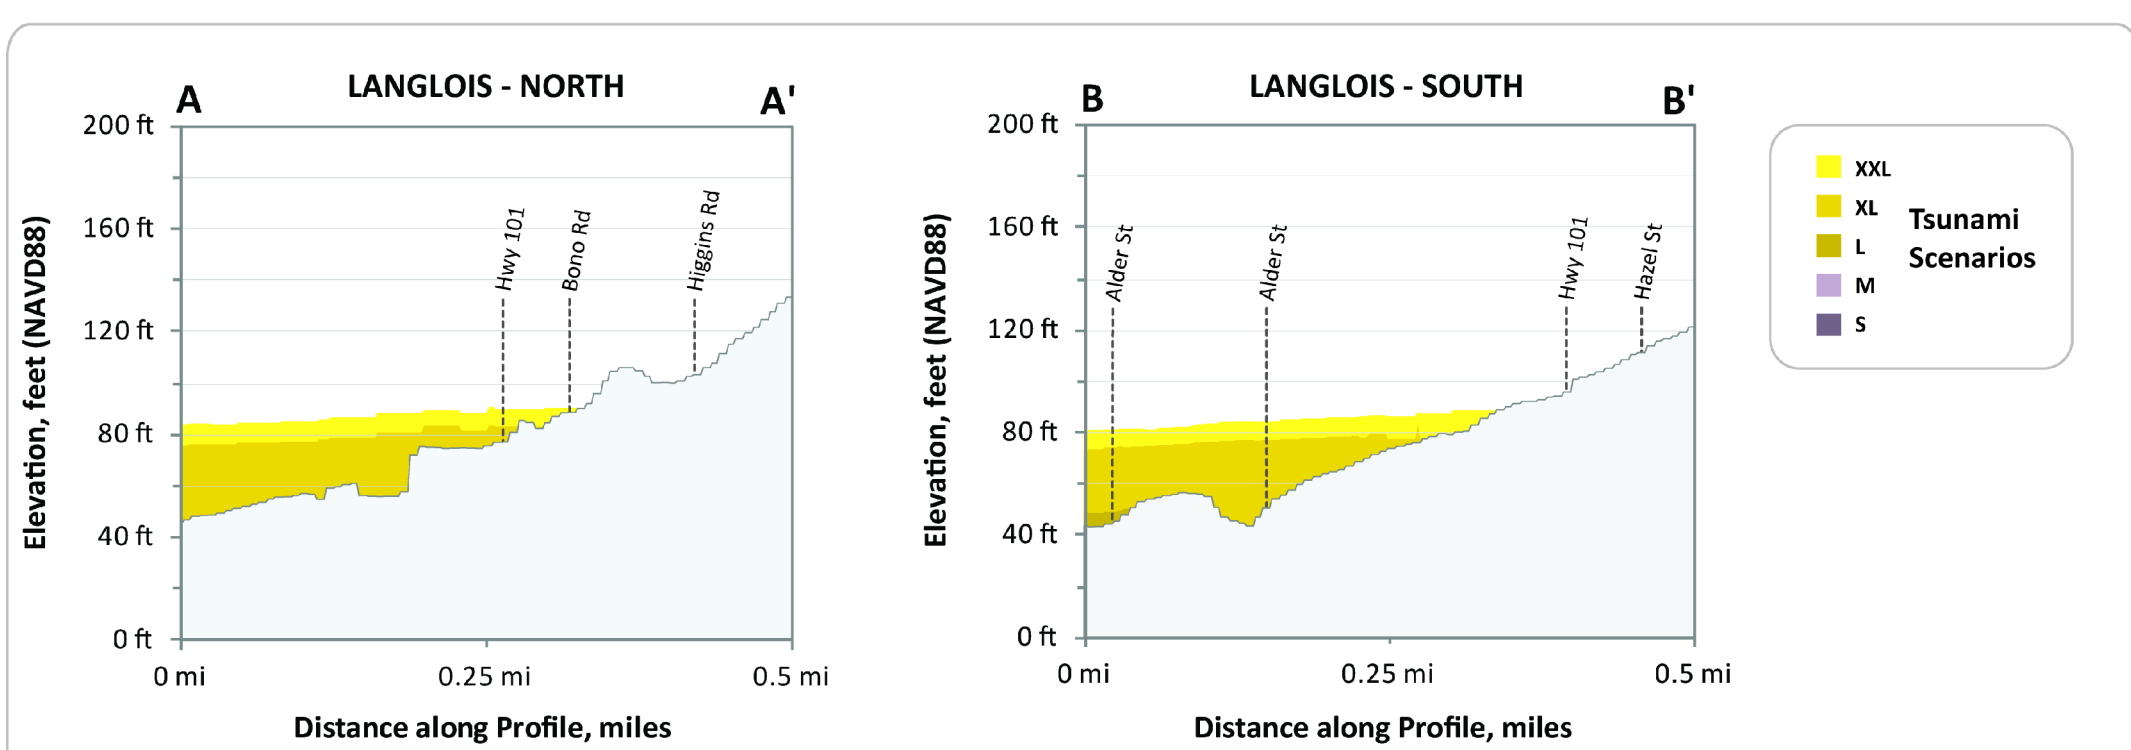 A
LANGLOIS - NORTH
A'
200 ft
160 ft
120 ft
80 ft
40 ft
0 ft
Elevation, feet (NAVD88)
Hwy 101
Bono Rd
Higgins Rd
0 mi
0.25 mi
0.5 mi
Distance along Profile, miles
B
LANGLOIS - SOUTH
B'
200 ft
160 ft
120 ft
80 ft
40 ft
0 ft
Elevation, feet (NAVD88)
Alder St
Alder St
Hwy 101
Hazel St
0 mi
0.25 mi
0.5 mi
Distance along Profile, miles
XXL
XL
L
M
S
Tsunami
Scenarios